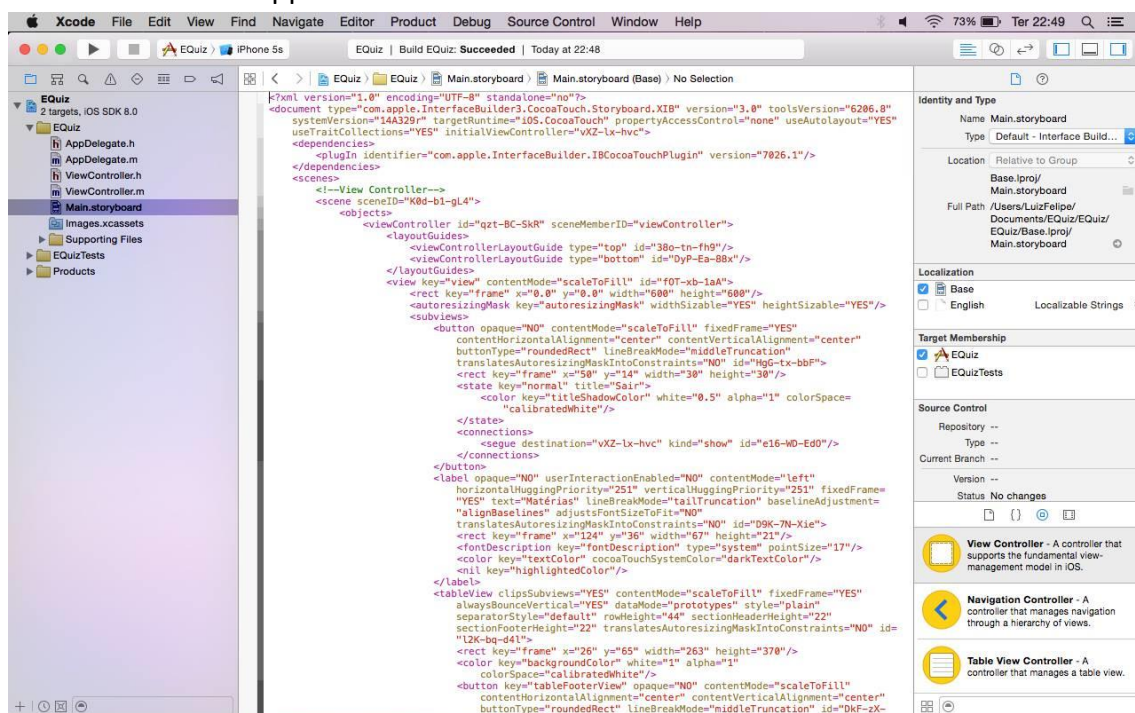 Xcode File Edit View Find Navigate Editor Product Debug Source Control Window Help 73% Ter 22:49
EQuiz iPhone 5s EQuiz | Build EQuiz: Succeeded | Today at 22:48
EQuiz EQuiz Main.storyboard Main.storyboard (Base) No Selection
EQuiz
2 targets, iOS SDK 8.0
EQuiz
AppDelegate.h
AppDelegate.m
ViewController.h
ViewController.m
Main.storyboard
Images.xcassets
Supporting Files
EQuizTests
Products
<?xml version="1.0" encoding="UTF-8" standalone="no"?>
<document type="com.apple.InterfaceBuilder3.CocoaTouch.Storyboard.XIB" version="3.0" toolsVersion="6206.8"
systemVersion="14A329r" targetRuntime="iOS.CocoaTouch" propertyAccessControl="none" useAutolayout="YES"
useTraitCollections="YES" initialViewController="vXZ-lx-hvc">
<dependencies>
<plugIn identifier="com.apple.InterfaceBuilder.IBCocoaTouchPlugin" version="7026.1"/>
</dependencies>
<scenes>
<!--View Controller-->
<scene sceneID="K0d-b1-gL4">
<objects>
<viewController id="qzt-BC-SkR" sceneMemberID="viewController">
<layoutGuides>
<viewControllerLayoutGuide type="top" id="38o-tn-fh9"/>
<viewControllerLayoutGuide type="bottom" id="DyP-Ea-88x"/>
</layoutGuides>
<view key="view" contentMode="scaleToFill" id="fOT-xb-1aA">
<rect key="frame" x="0.0" y="0.0" width="600" height="600"/>
<autoresizingMask key="autoresizingMask" widthSizable="YES" heightSizable="YES"/>
<subviews>
<button opaque="NO" contentMode="scaleToFill" fixedFrame="YES"
contentHorizontalAlignment="center" contentVerticalAlignment="center"
buttonType="roundedRect" lineBreakMode="middleTruncation"
translatesAutoresizingMaskIntoConstraints="NO" id="HgG-tx-bbF">
<rect key="frame" x="50" y="14" width="30" height="30"/>
<state key="normal" title="Sair">
<color key="titleShadowColor" white="0.5" alpha="1" colorSpace=
"calibratedWhite"/>
</state>
<connections>
<segue destination="vXZ-lx-hvc" kind="show" id="e16-WD-EdO"/>
</connections>
</button>
<label opaque="NO" userInteractionEnabled="NO" contentMode="left"
horizontalHuggingPriority="251" verticalHuggingPriority="251" fixedFrame=
"YES" text="Matérias" lineBreakMode="tailTruncation" baselineAdjustment=
"alignBaselines" adjustsFontSizeToFit="NO"
translatesAutoresizingMaskIntoConstraints="NO" id="D9K-7N-Xie">
<rect key="frame" x="124" y="36" width="67" height="21"/>
<fontDescription key="fontDescription" type="system" pointSize="17"/>
<color key="textColor" cocoaTouchSystemColor="darkTextColor"/>
<nil key="highlightedColor"/>
</label>
<tableView clipsSubviews="YES" contentMode="scaleToFill" fixedFrame="YES"
alwaysBounceVertical="YES" dataMode="prototypes" style="plain"
separatorStyle="default" rowHeight="44" sectionHeaderHeight="22"
sectionFooterHeight="22" translatesAutoresizingMaskIntoConstraints="NO" id=
"l2K-bq-d4l">
<rect key="frame" x="26" y="65" width="263" height="370"/>
<color key="backgroundColor" white="1" alpha="1"
colorSpace="calibratedWhite"/>
<button key="tableFooterView" opaque="NO" contentMode="scaleToFill"
contentHorizontalAlignment="center" contentVerticalAlignment="center"
buttonType="roundedRect" lineBreakMode="middleTruncation" id="DkF-zX-
Identity and Type
Name Main.storyboard
Type Default - Interface Build...
Location Relative to Group
Base.lproj/
Main.storyboard
Full Path /Users/LuizFelipe/
Documents/EQuiz/EQuiz/
EQuiz/Base.lproj/
Main.storyboard
Localization
Base
English Localizable Strings
Target Membership
EQuiz
EQuizTests
Source Control
Repository --
Type --
Current Branch --
Version --
Status No changes
View Controller - A controller that
supports the fundamental view-
management model in iOS.
Navigation Controller - A
controller that manages navigation
through a hierarchy of views.
Table View Controller - A
controller that manages a table view.